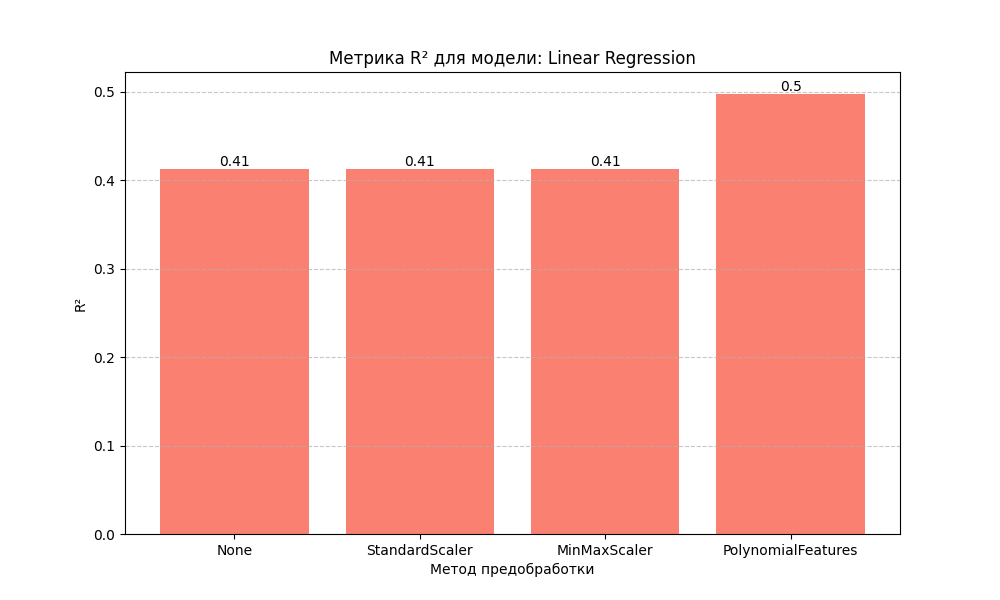 Метрика R² для модели: Linear Regression
0.5
0.4
0.3
0.2
0.1
0.0
R²
0.41
0.41
0.41
0.5
None
StandardScaler
MinMaxScaler
PolynomialFeatures
Метод предобработки